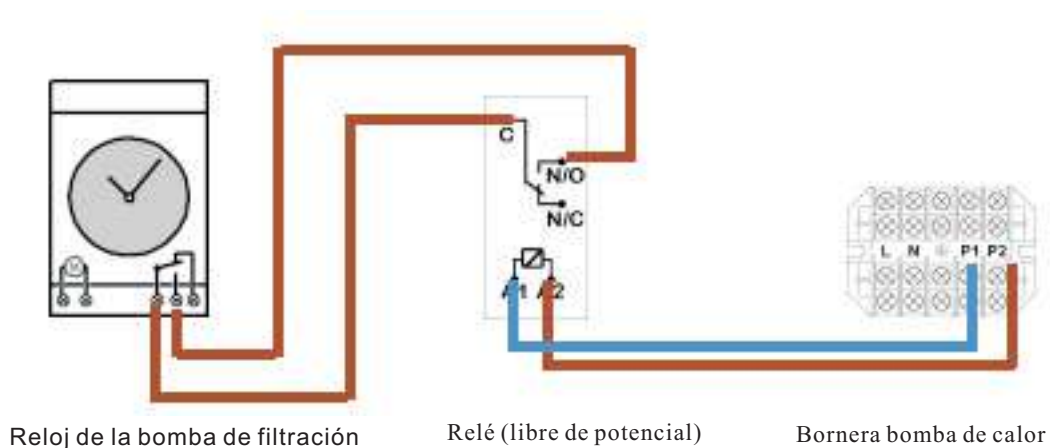 C
N/O
N/C
A1 A2
L N P1 P2
Reloj de la bomba de filtración
Relé (libre de potencial)
Bornera bomba de calor